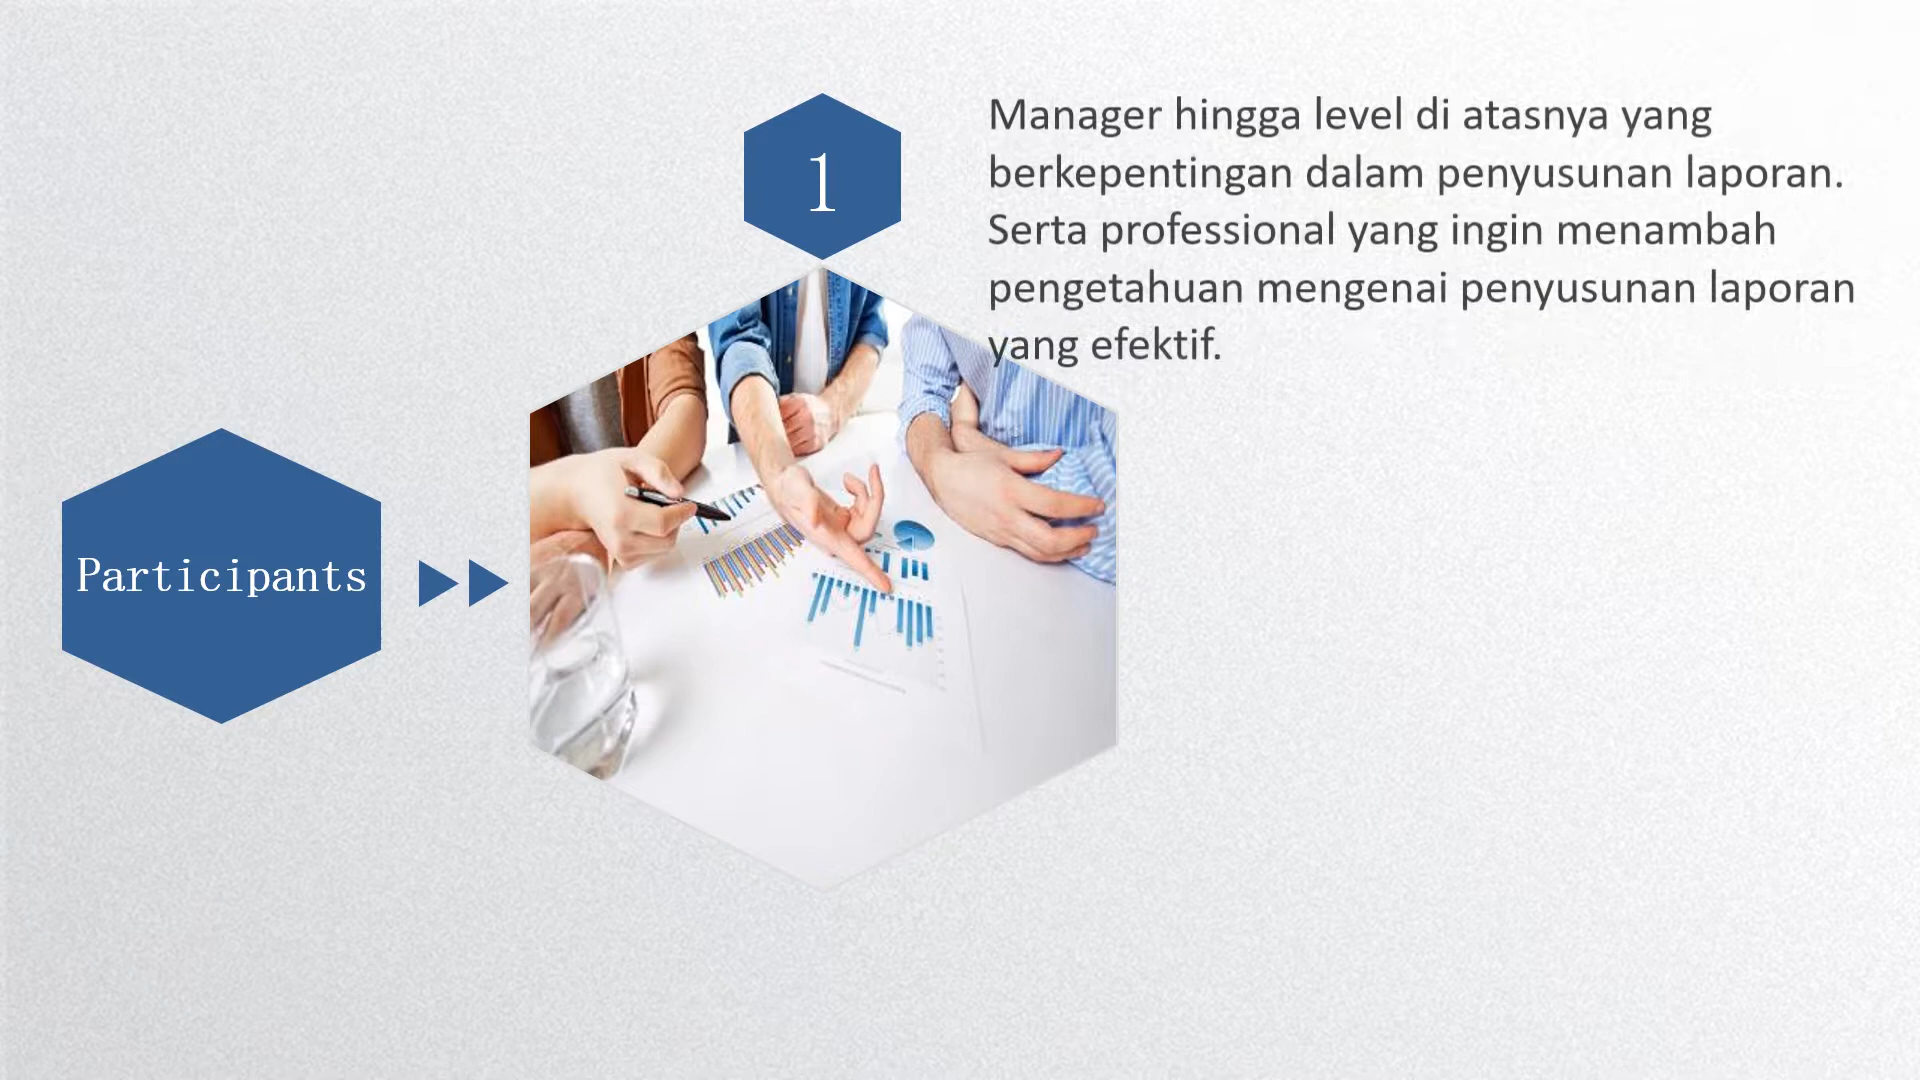 1
Manager hingga level di atasnya yang
berkepentingan dalam penyusunan laporan.
Serta professional yang ingin menambah
pengetahuan mengenai penyusunan laporan
yang efektif.
Participants